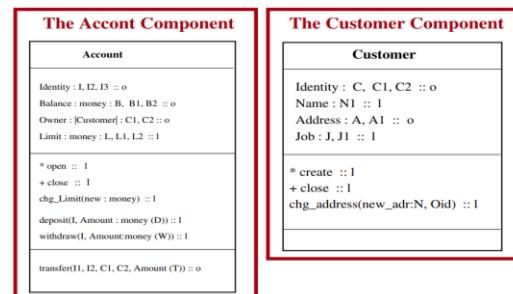 The Accont Component
Account
Identity : I, I2, I3 :: o
Balance : money : B, B1, B2 :: o
Owner : |Customer| : C1, C2 :: o
Limit : money : L, L1, L2 :: l
* open :: l
+ close :: l
chg_Limit(new : money) :: l
deposit(I, Amount : money (D)) :: l
withdraw(I, Amount:money (W)) :: l
transfer(I1, I2, C1, C2, Amount (T)) :: o
The Customer Component
Customer
Identity : C, C1, C2 :: o
Name : N1 :: l
Address : A, A1 :: o
Job : J, J1 :: l
* create :: l
+ close :: l
chg_address(new_adr:N, Oid) :: l